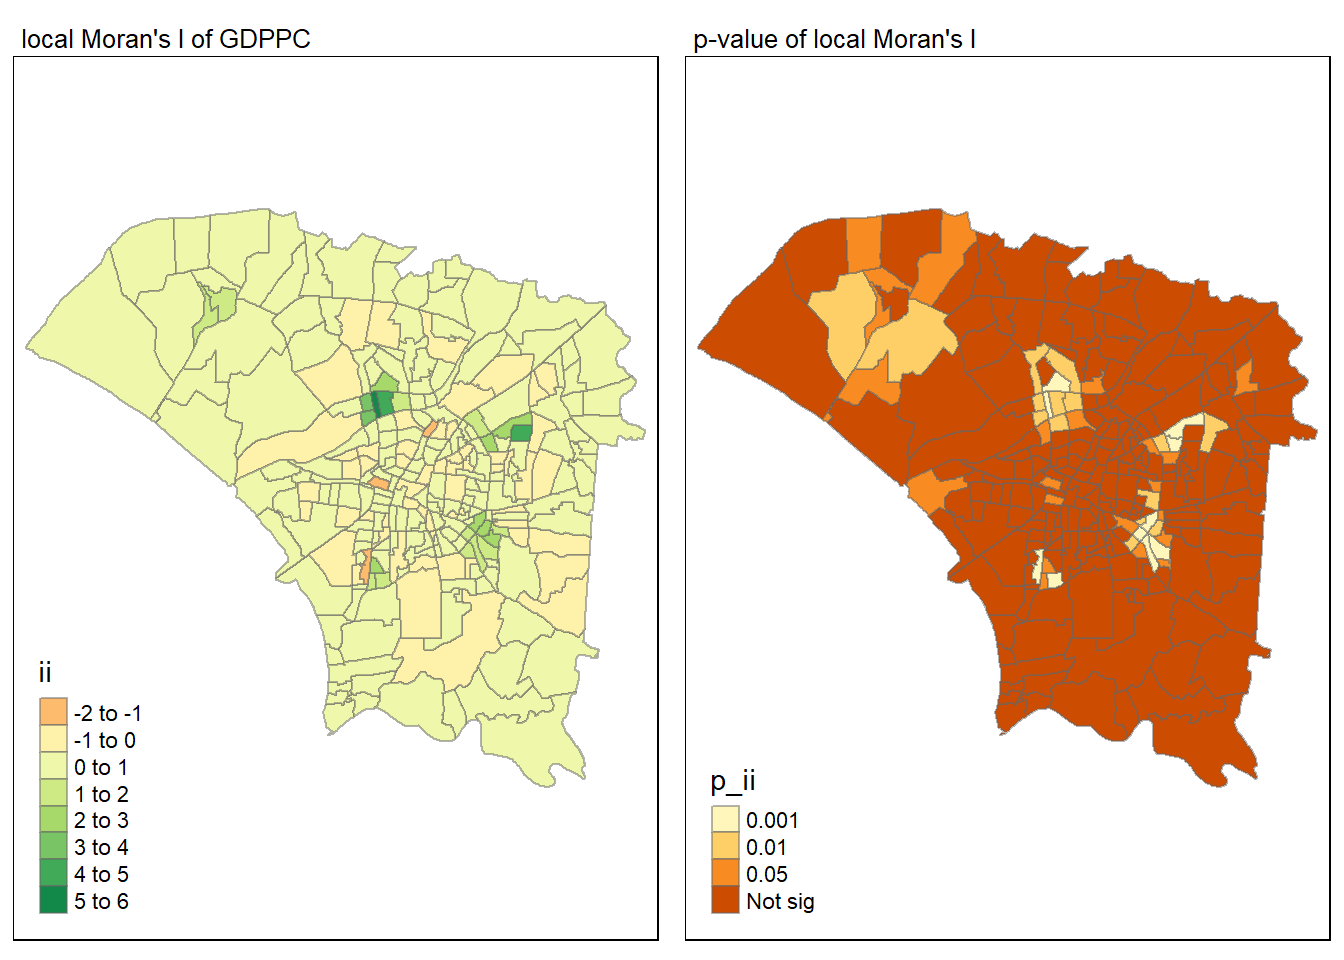 local Moran's I of GDPPC
ii
-2 to -1
-1 to 0
0 to 1
1 to 2
2 to 3
3 to 4
4 to 5
5 to 6
p-value of local Moran's I
p_ii
0.001
0.01
0.05
Not sig